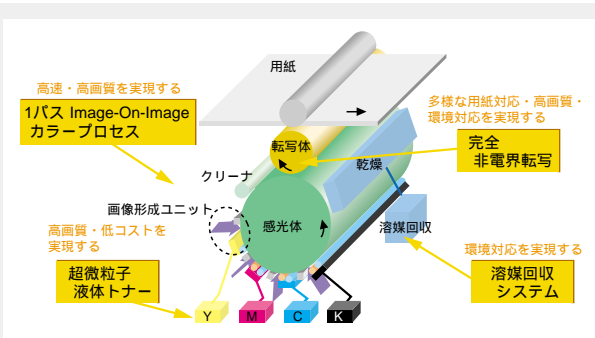 用紙
高速・高画質を実現する
1パス Image-On-Image
カラープロセス
多様な用紙対応・高画質・
環境対応を実現する
完全
非電界転写
転写体
乾燥
クリーナ
画像形成ユニット
感光体
溶媒回収
高画質・低コストを
実現する
超微粒子
液体トナー
環境対応を実現する
溶媒回収
システム
Y
M
C
K